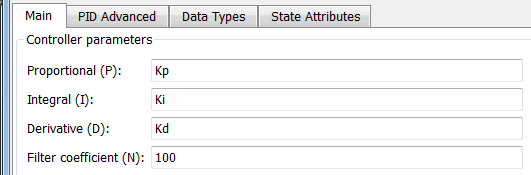 Main PID Advanced Data Types State Attributes
Controller parameters
Proportional (P): Kp
Integral (I): Ki
Derivative (D): Kd
Filter coefficient (N): 100